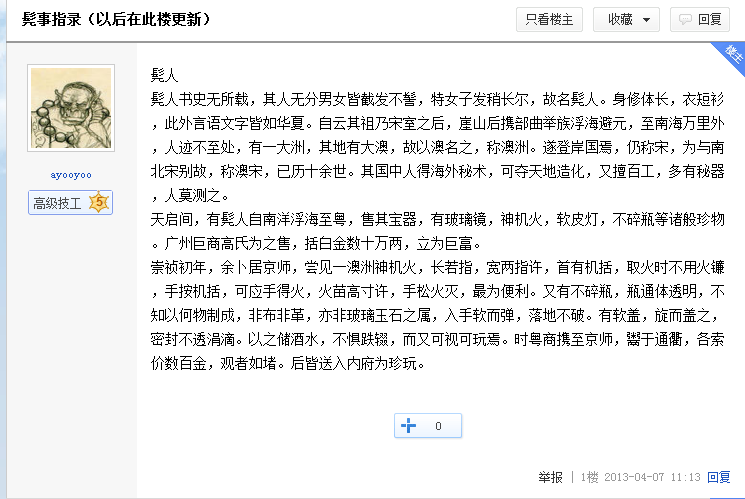 髡事指录（以后在此楼更新）
只看楼主
收藏
回复
楼主
ayooyoo
高级技工
5
髡人
髡人书史无所载，其人无分男女皆截发不髻，特女子发稍长尔，故名髡人。身修体长，衣短衫
，此外言语文字皆如华夏。自云其祖乃宋室之后，崖山后携部曲举族浮海避元，至南海万里外
，人迹不至处，有一大洲，其地有大澳，故以澳名之，称澳洲。遂登岸国焉，仍称宋，为与南
北宋别故，称澳宋，已历十余世。其国中人得海外秘术，可夺天地造化，又擅百工，多有秘器
，人莫测之。
天启间，有髡人自南洋浮海至粤，售其宝器，有玻璃镜，神机火，软皮灯，不碎瓶等诸般珍物
。广州巨商高氏为之售，括白金数十万两，立为巨富。
崇祯初年，余卜居京师，尝见一澳洲神机火，长若指，宽两指许，首有机括，取火时不用火镰
，手按机括，可应手得火，火苗高寸许，手松火灭，最为便利。又有不碎瓶，瓶通体透明，不
知以何物制成，非布非革，亦非玻璃玉石之属，入手软而弹，落地不破。有软盖，旋而盖之，
密封不透涓滴。以之储酒水，不惧跌辍，而又可视可玩焉。时粤商携至京师，鬻于通衢，各索
价数百金，观者如堵。后皆送入内府为珍玩。
0
举报 | 1楼 2013-04-07 11:13 回复